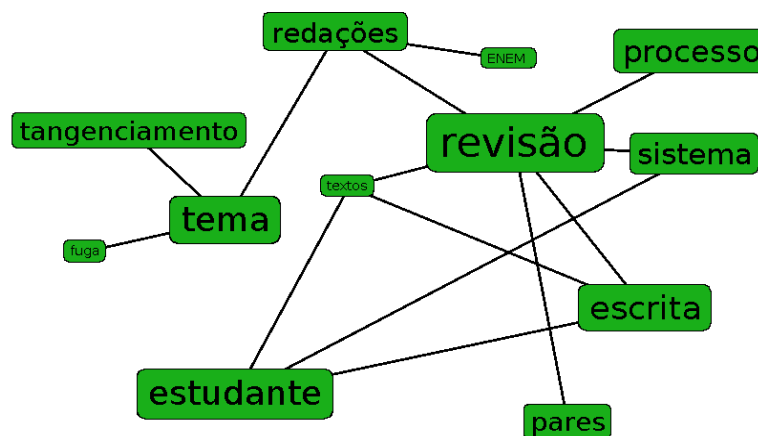 redações
ENEM
processo
tangenciamento
revisão
sistema
textos
tema
fuga
escrita
estudante
pares